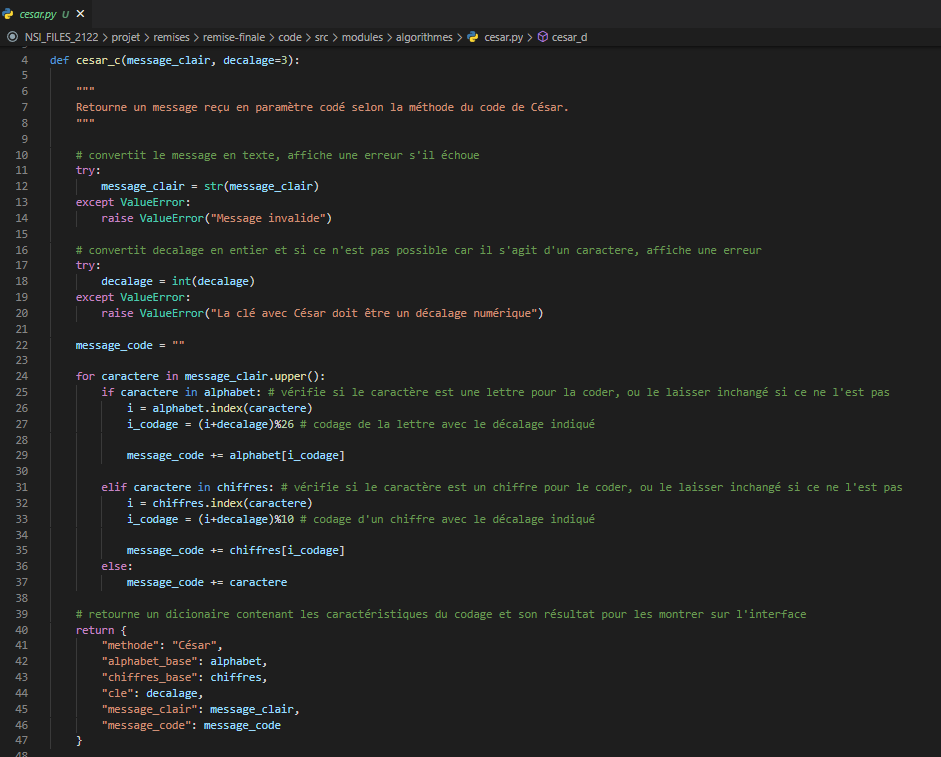 cesar.py U ×
NSI_FILES_2122 > projet > remises > remise-finale > code > src > modules > algorithmes > cesar.py > cesar_d
4 def cesar_c(message_clair, decalage=3):
5
6 """
7 Retourne un message reçu en paramètre codé selon la méthode du code de César.
8 """
9
10 # convertit le message en texte, affiche une erreur s'il échoue
11 try:
12 message_clair = str(message_clair)
13 except ValueError:
14 raise ValueError("Message invalide")
15
16 # convertit decalage en entier et si ce n'est pas possible car il s'agit d'un caractere, affiche une erreur
17 try:
18 decalage = int(decalage)
19 except ValueError:
20 raise ValueError("La clé avec César doit être un décalage numérique")
21
22 message_code = ""
23
24 for caractere in message_clair.upper():
25 if caractere in alphabet: # vérifie si le caractère est une lettre pour la coder, ou le laisser inchangé si ce ne l'est pas
26 i = alphabet.index(caractere)
27 i_codage = (i+decalage)%26 # codage de la lettre avec le décalage indiqué
28
29 message_code += alphabet[i_codage]
30
31 elif caractere in chiffres: # vérifie si le caractère est un chiffre pour le coder, ou le laisser inchangé si ce ne l'est pas
32 i = chiffres.index(caractere)
33 i_codage = (i+decalage)%10 # codage d'un chiffre avec le décalage indiqué
34
35 message_code += chiffres[i_codage]
36 else:
37 message_code += caractere
38
39 # retourne un dicionaire contenant les caractéristiques du codage et son résultat pour les montrer sur l'interface
40 return {
41 "methode": "César",
42 "alphabet_base": alphabet,
43 "chiffres_base": chiffres,
44 "cle": decalage,
45 "message_clair": message_clair,
46 "message_code": message_code
47 }
48